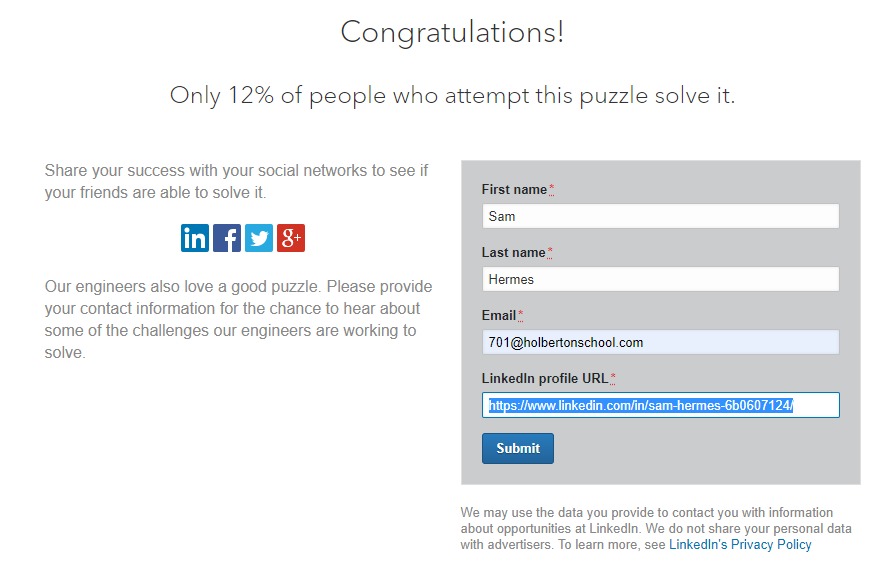 Congratulations!
Only 12% of people who attempt this puzzle solve it.
Share your success with your social networks to see if
your friends are able to solve it.
in f g+
Our engineers also love a good puzzle. Please provide
your contact information for the chance to hear about
some of the challenges our engineers are working to
solve.
First name*
Sam
Last name*
Hermes
Email*
701@holbertonschool.com
LinkedIn profile URL*
https://www.linkedin.com/in/sam-hermes-6b0607124/
Submit
We may use the data you provide to contact you with information
about opportunities at LinkedIn. We do not share your personal data
with advertisers. To learn more, see LinkedIn's Privacy Policy